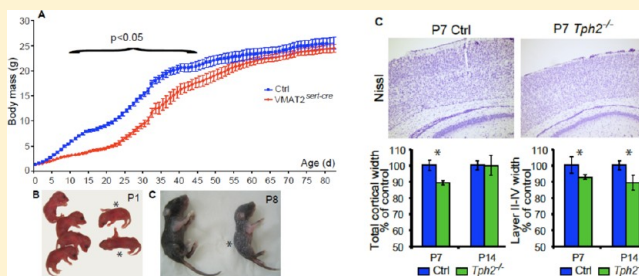 A
p<0.05
30
25
20
15
10
5
0
Body mass (g)
Ctrl
VMAT2^sert-cre
Age (d)
0 5 10 15 20 25 30 35 40 45 50 55 60 65 70 75 80
B
P1
*
*
C
P8
*
C
P7 Ctrl
P7 Tph2⁻/⁻
Nissl
Total cortical width
% of control
100
90
80
70
60
50
*
P7 P14
Ctrl Tph2⁻/⁻
Layer II-IV width
% of control
100
90
80
70
60
50
* *
P7 P14
Ctrl Tph2